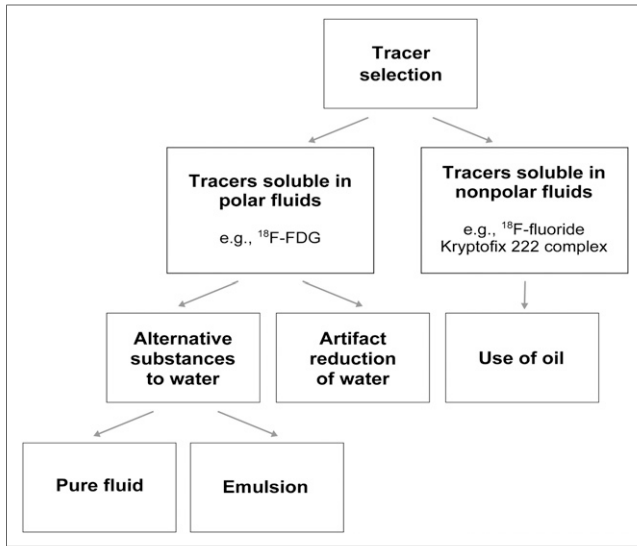 Tracer
selection
Tracers soluble in
polar fluids
e.g., ¹⁸F-FDG
Tracers soluble in
nonpolar fluids
e.g., ¹⁸F-fluoride
Kryptofix 222 complex
Alternative
substances
to water
Artifact
reduction
of water
Use of oil
Pure fluid
Emulsion